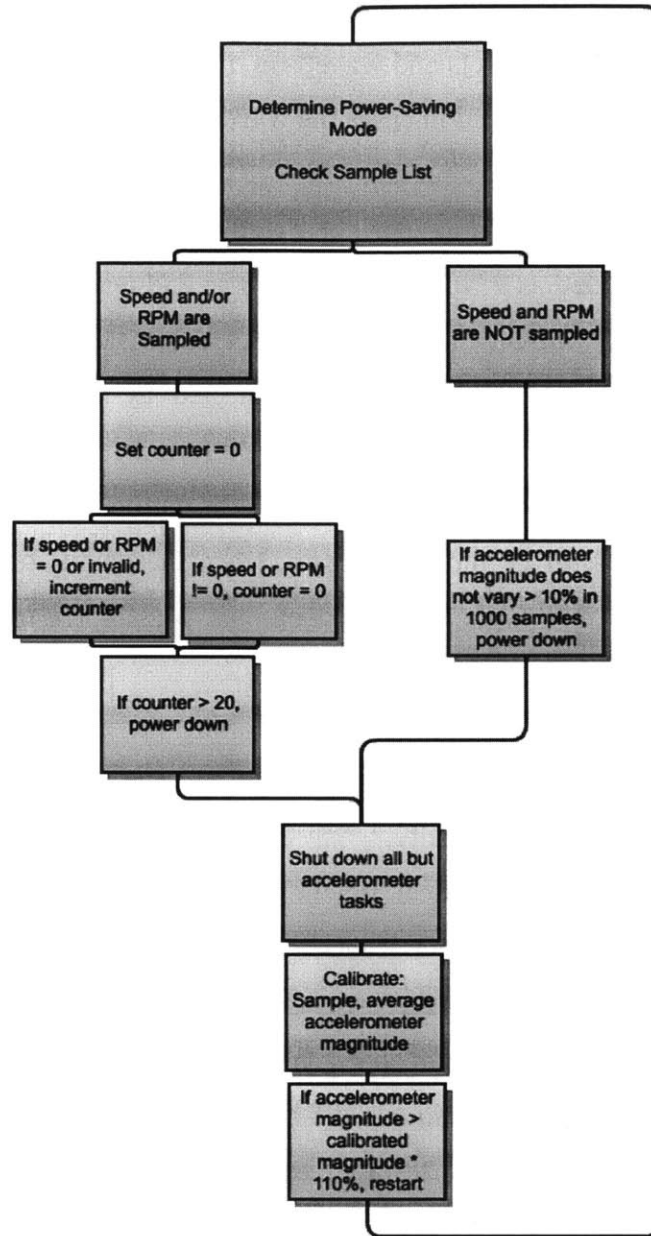 Determine Power-Saving
Mode
Check Sample List
Speed and/or
RPM are
Sampled
Speed and RPM
are NOT sampled
Set counter = 0
If speed or RPM
= 0 or invalid,
increment
counter
If speed or RPM
!= 0, counter = 0
If accelerometer
magnitude does
not vary > 10% in
1000 samples,
power down
If counter > 20,
power down
Shut down all but
accelerometer
tasks
Calibrate:
Sample, average
accelerometer
magnitude
If accelerometer
magnitude >
calibrated
magnitude *
110%, restart